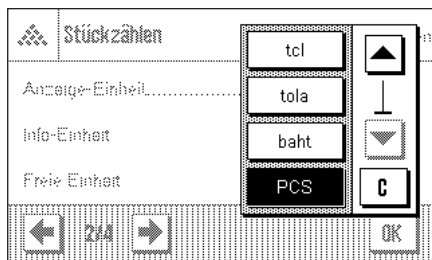 Stückzählen
tcl
tola
baht
PCS
C
Anzeige-Einheit
Info-Einheit
Freie Einheit
2/4
OK